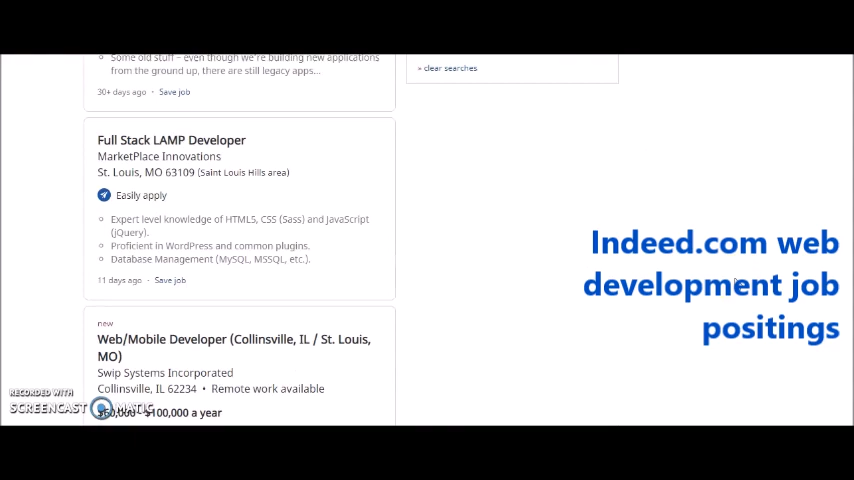 Some old stuff – even though we're building new applications
from the ground up, there are still legacy apps...
30+ days ago · Save job
» clear searches
Full Stack LAMP Developer
MarketPlace Innovations
St. Louis, MO 63109 (Saint Louis Hills area)
Easily apply
Expert level knowledge of HTML5, CSS (Sass) and JavaScript
(jQuery).
Proficient in WordPress and common plugins.
Database Management (MySQL, MSSQL, etc.).
11 days ago · Save job
Indeed.com web
development job
positings
new
Web/Mobile Developer (Collinsville, IL / St. Louis,
MO)
Swip Systems Incorporated
Collinsville, IL 62234 • Remote work available
$60,000 - $100,000 a year
RECORDED WITH
SCREENCAST MATIC